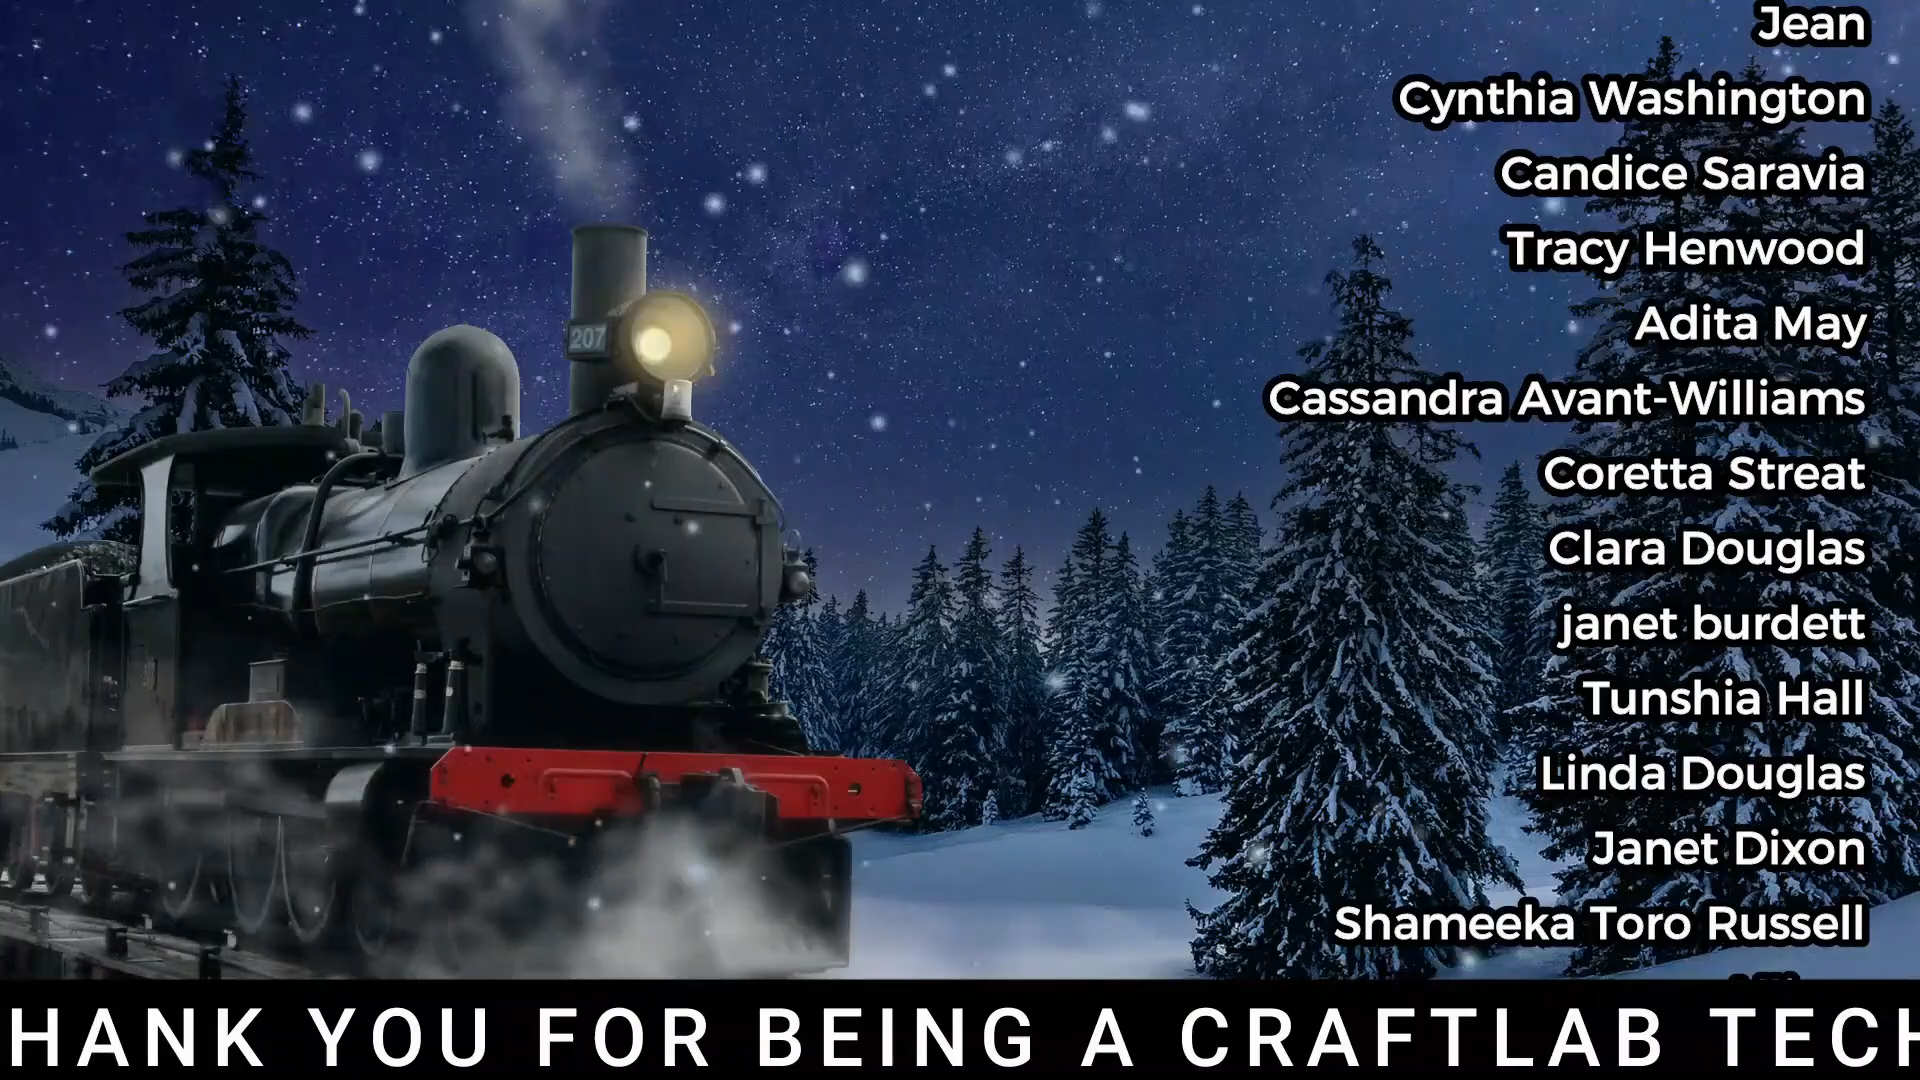 Jean
Cynthia Washington
Candice Saravia
Tracy Henwood
207
Adita May
Cassandra Avant-Williams
Coretta Streat
Clara Douglas
janet burdett
Tunshia Hall
Linda Douglas
Janet Dixon
Shameeka Toro Russell
HANK YOU FOR BEING A CRAFTLAB TECH